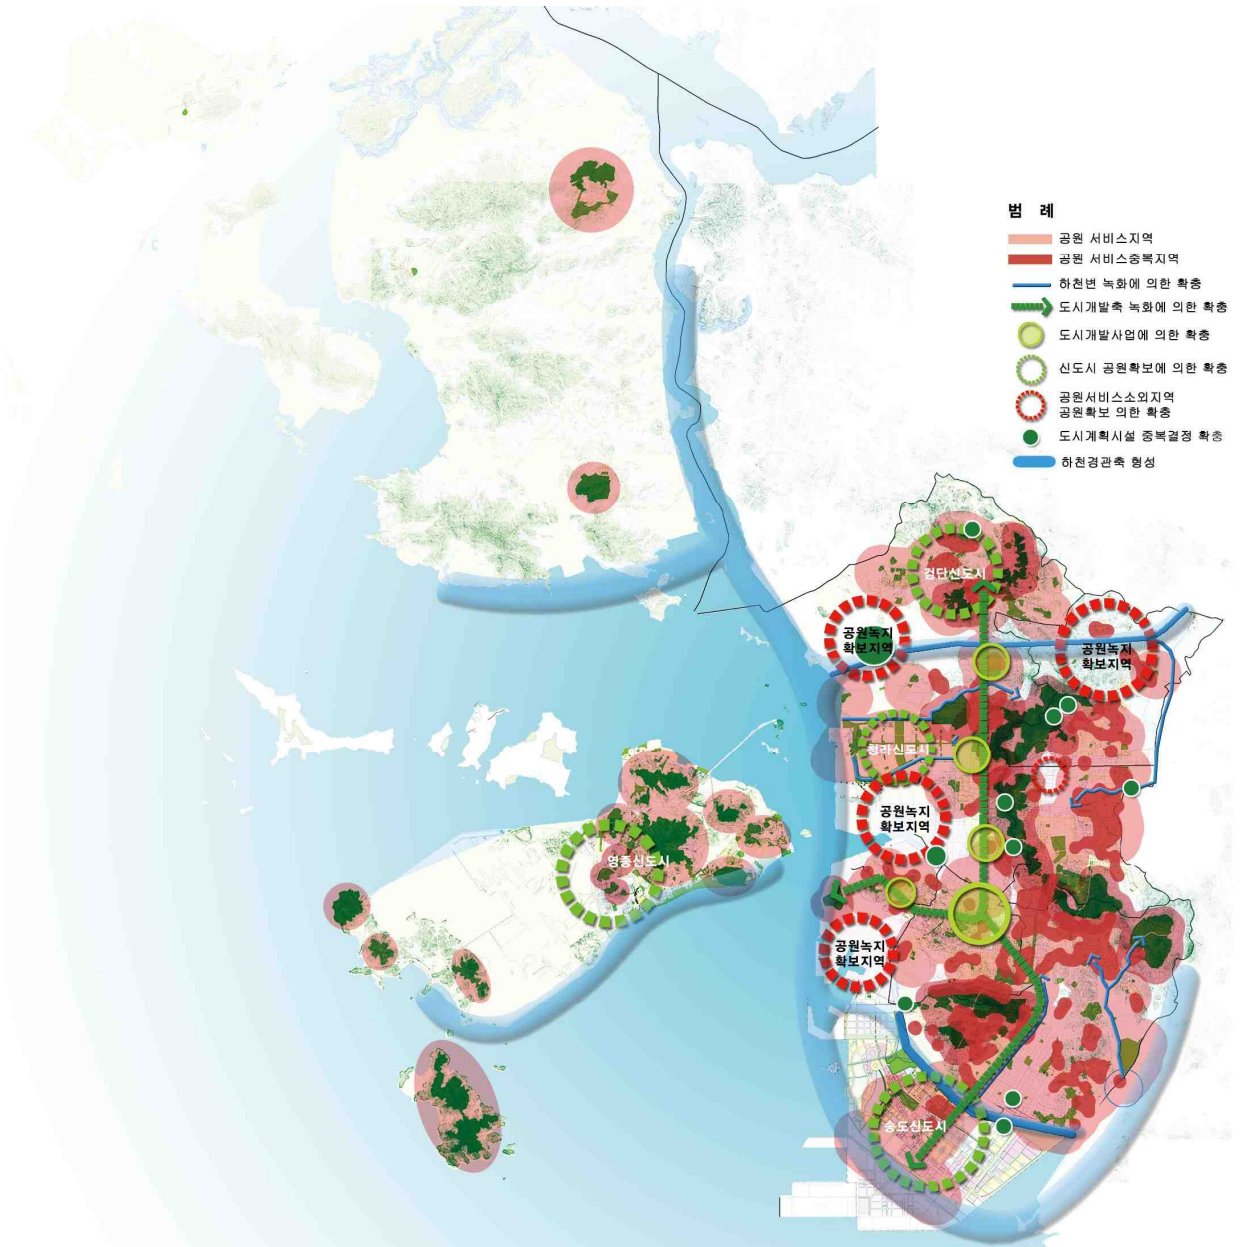 범 례
공원 서비스지역
공원 서비스중복지역
하천변 녹화에 의한 확충
도시개발축 녹화에 의한 확충
도시개발사업에 의한 확충
신도시 공원확보에 의한 확충
공원서비스소외지역
공원확보 의한 확충
도시계획시설 중복결정 확충
하천경관축 형성
검단신도시
공원녹지
확보지역
공원녹지
확보지역
청라신도시
공원녹지
확보지역
영종신도시
공원녹지
확보지역
송도신도시